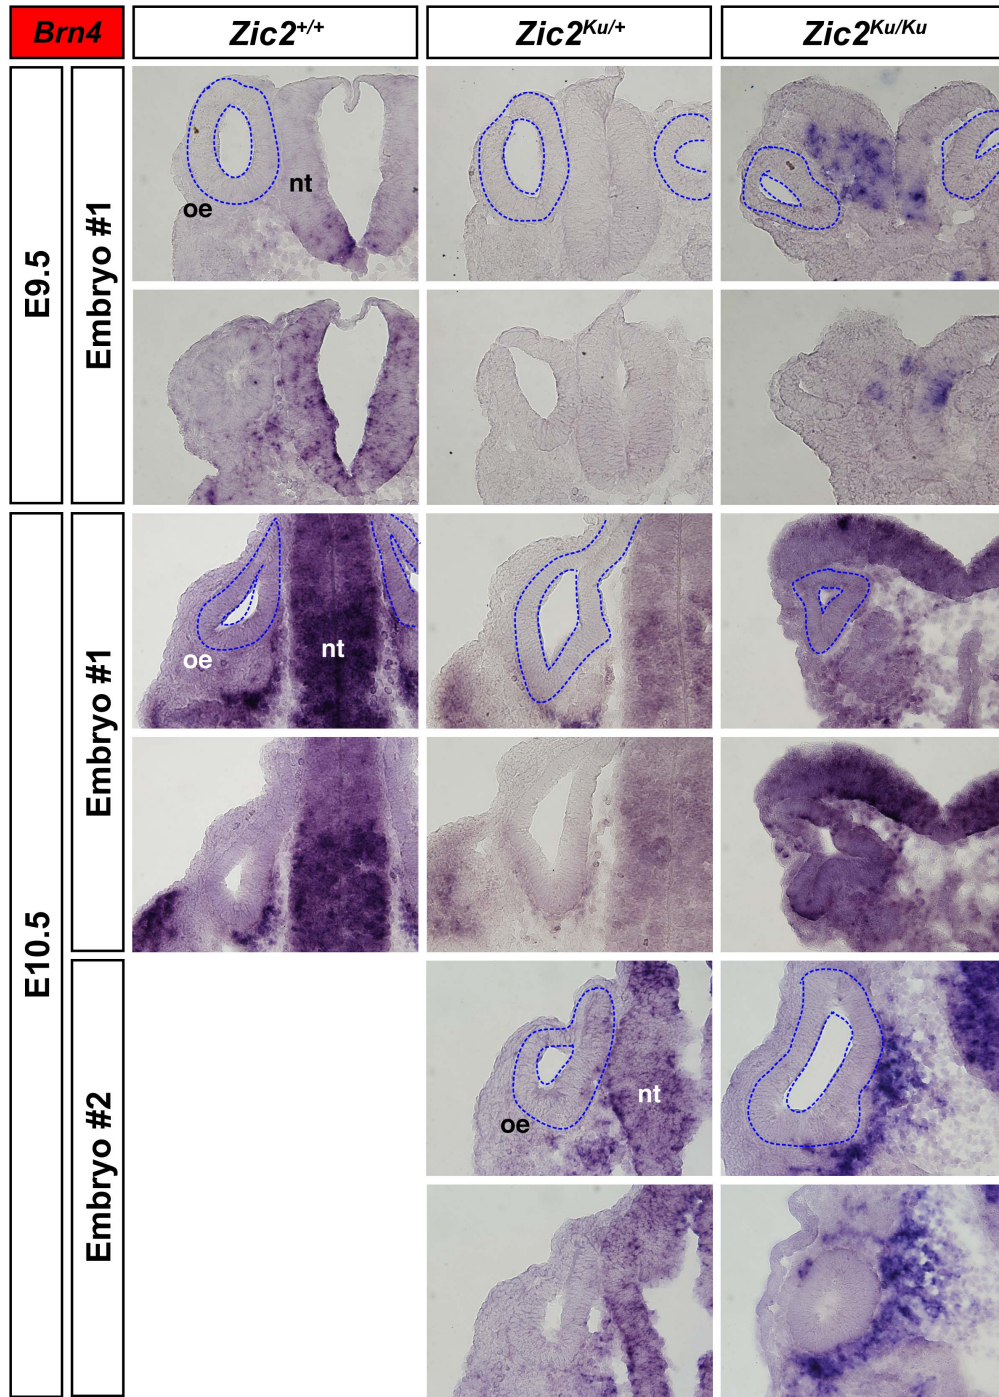 Brn4 Zic2+/+ Zic2Ku/+ Zic2Ku/Ku
E9.5
Embryo #1
oe
nt
E10.5
Embryo #1
oe
nt
Embryo #2
oe
nt